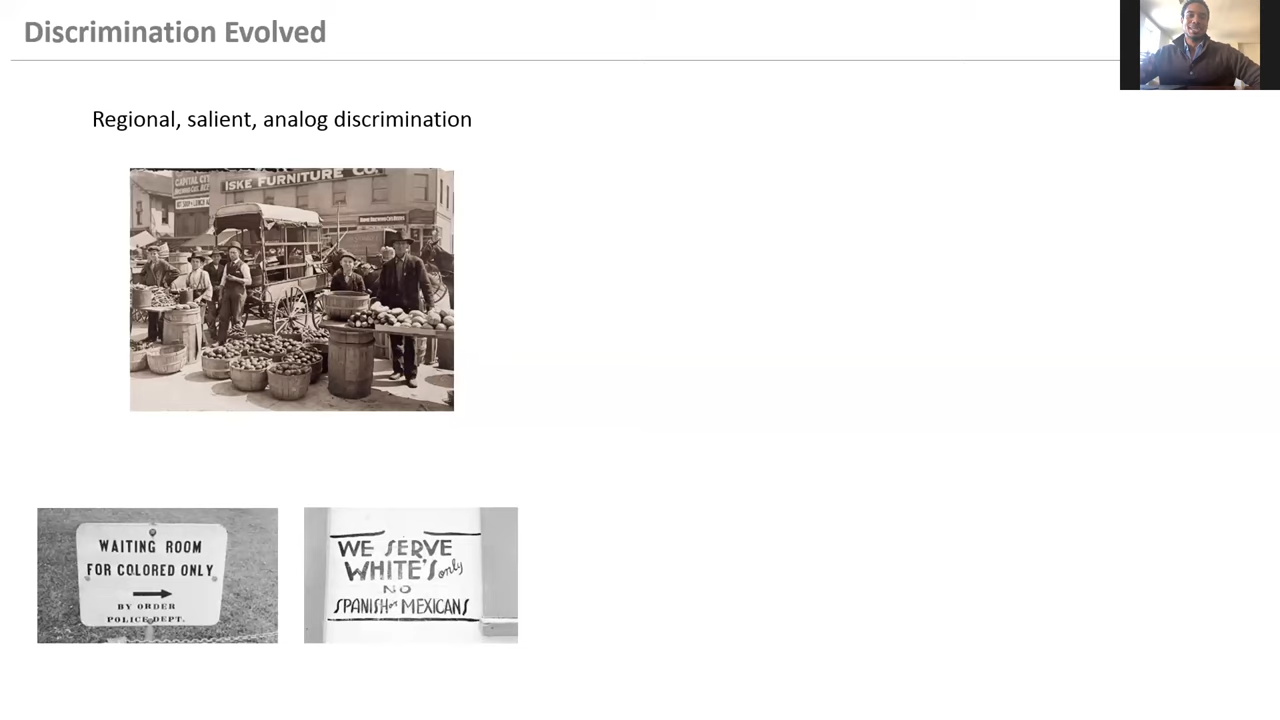 Discrimination Evolved
Regional, salient, analog discrimination
CAPITAL CITY
ISKE FURNITURE CO.
WAITING ROOM
FOR COLORED ONLY
BY ORDER
POLICE DEPT.
WE SERVE
WHITE'S only
NO
SPANISH or MEXICANS